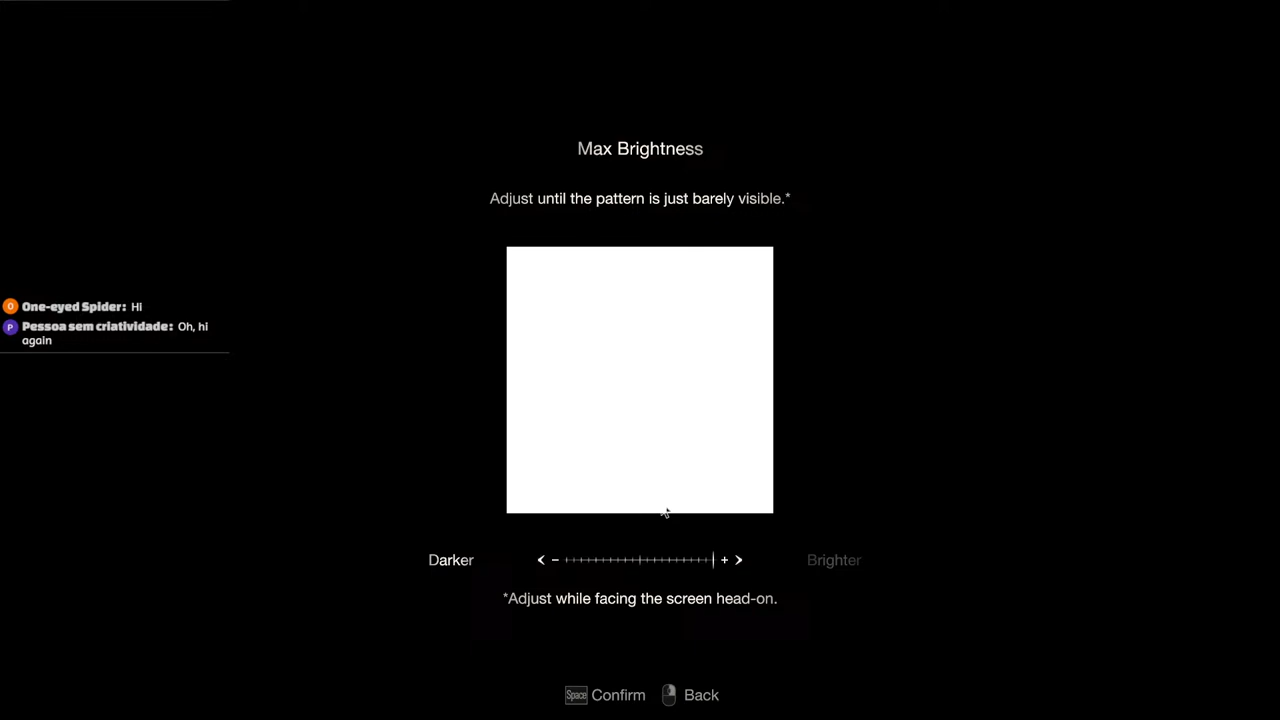 Max Brightness
Adjust until the pattern is just barely visible.*
O One-eyed Spider: Hi
P Pessoa sem criatividade: Oh, hi
again
Darker − + Brighter
*Adjust while facing the screen head-on.
Space Confirm Back